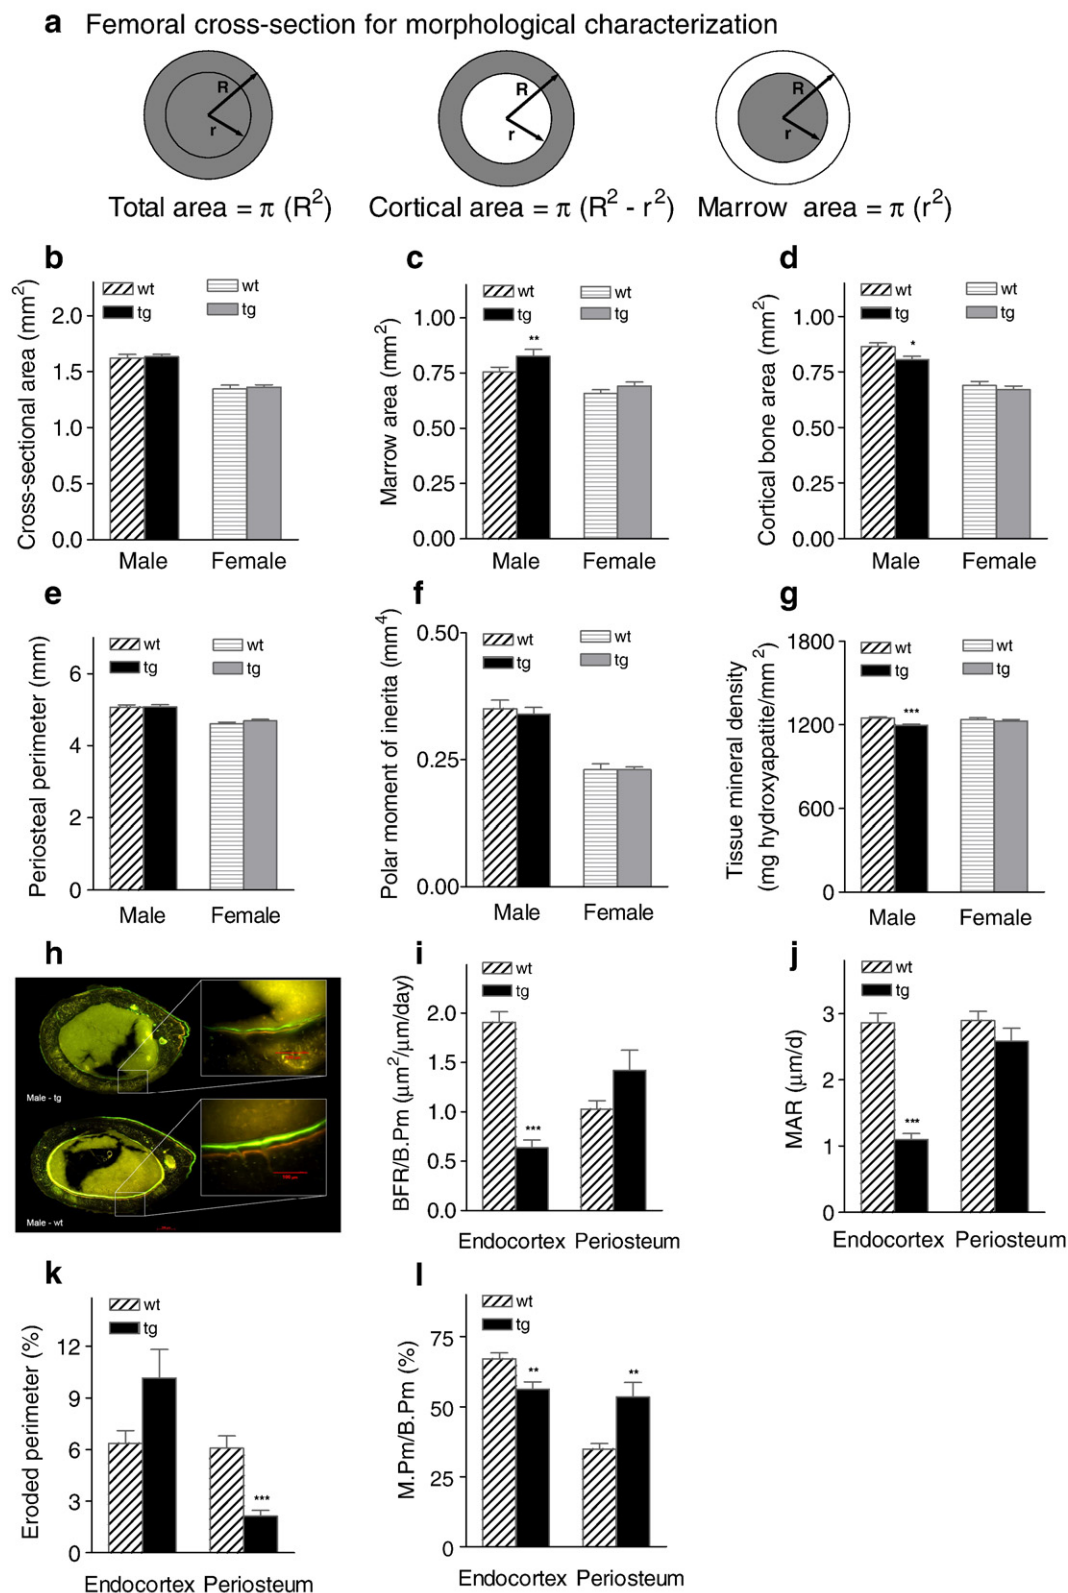 a Femoral cross-section for morphological characterization
R r
R r
R r
Total area = π (R²)
Cortical area = π (R² - r²)
Marrow area = π (r²)
b
Cross-sectional area (mm²)
wt wt
tg tg
2.0
1.5
1.0
0.5
0.0
Male Female
c
Marrow area (mm²)
wt wt
tg tg
1.00
0.75
0.50
0.25
0.00
**
Male Female
d
Cortical bone area (mm²)
wt wt
tg tg
1.00
0.75
0.50
0.25
0.00
*
Male Female
e
Periosteal perimeter (mm)
wt wt
tg tg
6
4
2
0
Male Female
f
Polar moment of inerita (mm⁴)
wt wt
tg tg
0.50
0.25
0.00
Male Female
g
Tissue mineral density
(mg hydroxyapatite/mm²)
wt wt
tg tg
1800
1200
600
0
***
Male Female
h
Male - tg
Male - wt
i
BFR/B.Pm (μm²/μm/day)
wt
tg
2.0
1.5
1.0
0.5
0.0
***
Endocortex Periosteum
j
MAR (μm/d)
wt
tg
3
2
1
0
***
Endocortex Periosteum
k
Eroded perimeter (%)
wt
tg
12
9
6
3
0
***
Endocortex Periosteum
l
M.Pm/B.Pm (%)
wt
tg
75
50
25
0
** **
Endocortex Periosteum